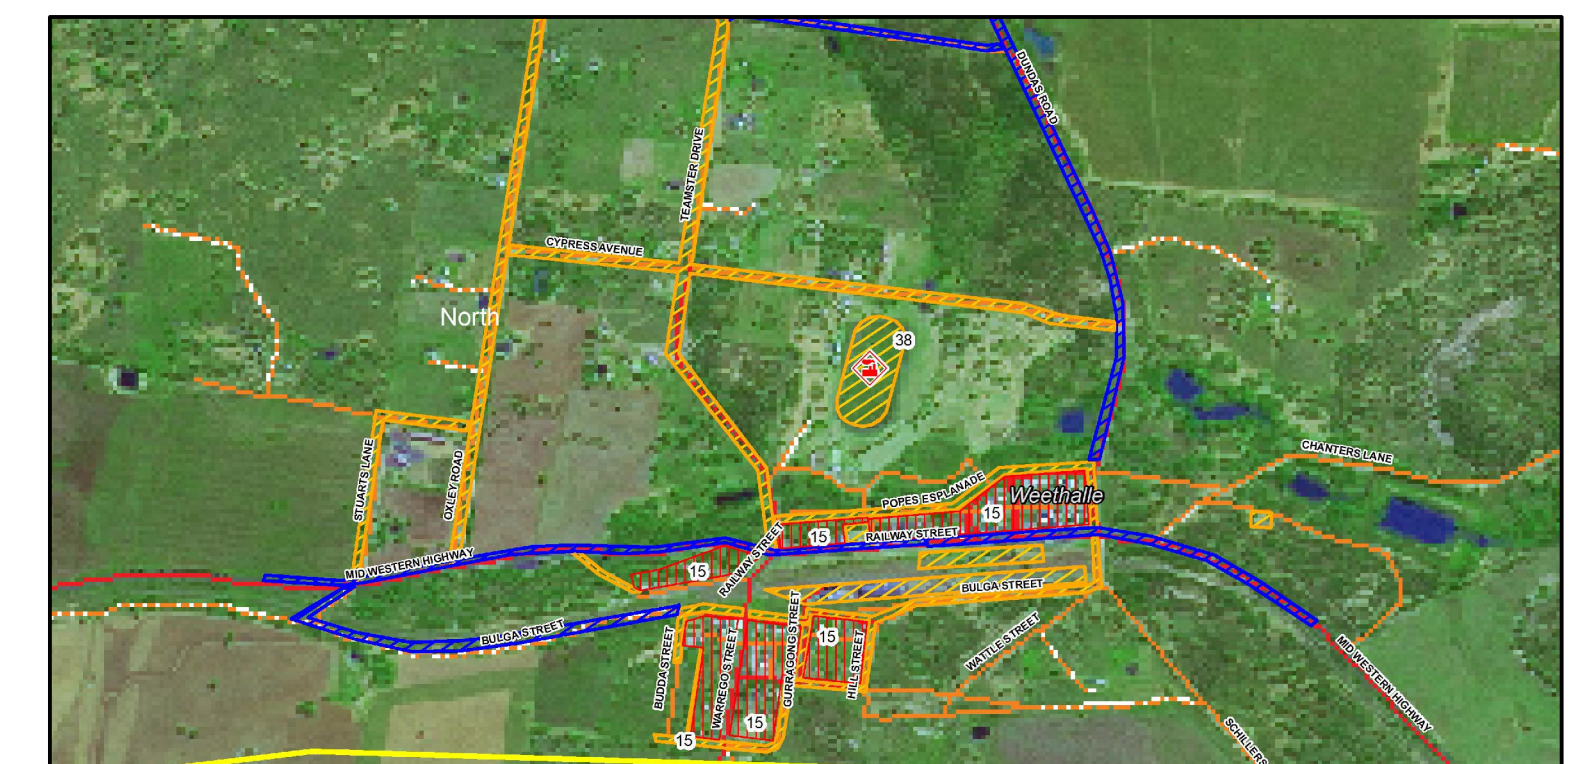 DUNDAS ROAD
TEAMSTER DRIVE
CYPRESS AVENUE
North
38
STUARTS LANE
OXLEY ROAD
CHANTERS LANE
POPES ESPLANADE
Weethalle
15
15
RAILWAY STREET
MID WESTERN HIGHWAY
15
RAILWAY STREET
BULGA STREET
BULGA STREET
GURRAGONG STREET
15
WATTLE STREET
BUDDA STREET
WARREGO STREET
HILL STREET
MID WESTERN HIGHWAY
15
15
SCHILLERS